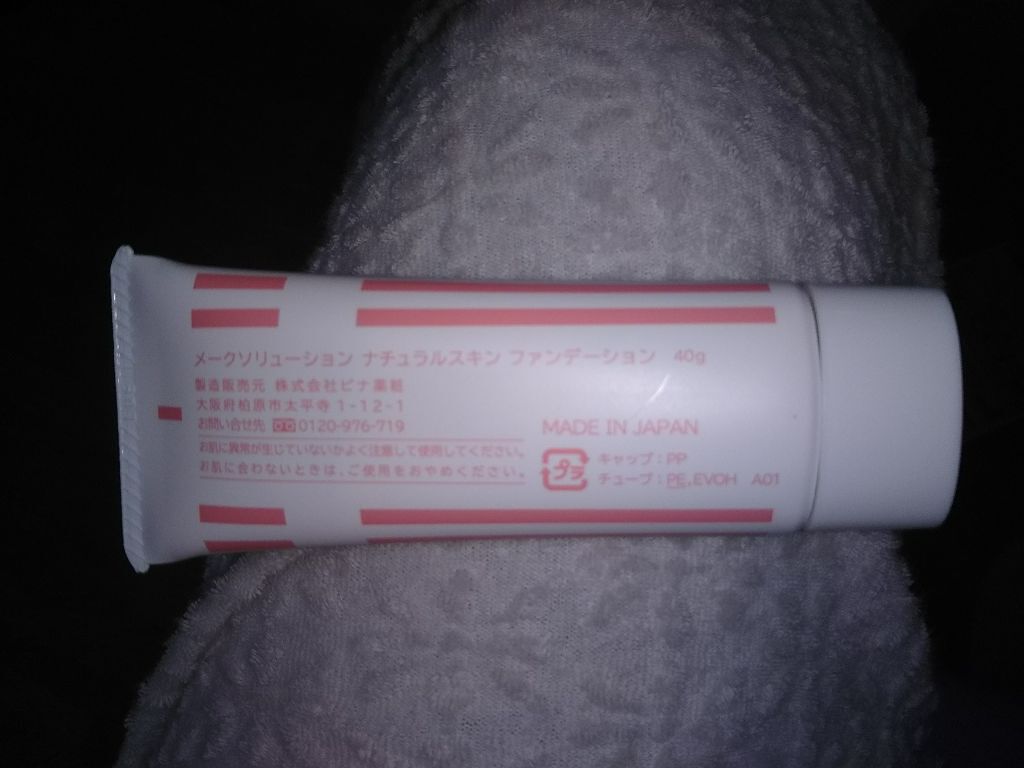 メークソリューション ナチュラルスキン ファンデーション 40g
製造販売元 株式会社ピナ薬粧
大阪府柏原市太平寺1-12-1
お問い合せ先 0120-976-719
お肌に異常が生じていないかよく注意して使用してください。
お肌に合わないときは、ご使用をおやめください。
MADE IN JAPAN
プラ
キャップ:PP
チューブ:PE,EVOH A01